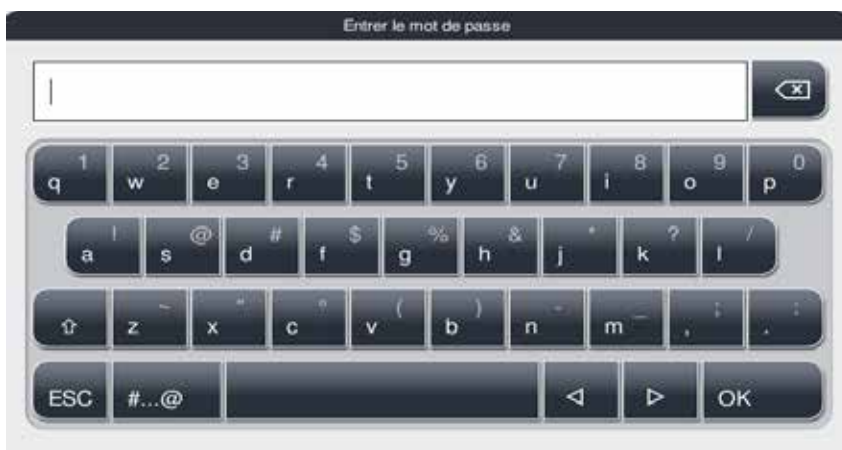 Entrer le mot de passe
1 2 3 4 5 6 7 8 9 0
q w e r t y u i o p
! @ # $ % & * ? /
a s d f g h j k l
~ " ° ( ) - _ ; :
z x c v b n m , .
ESC #...@ OK